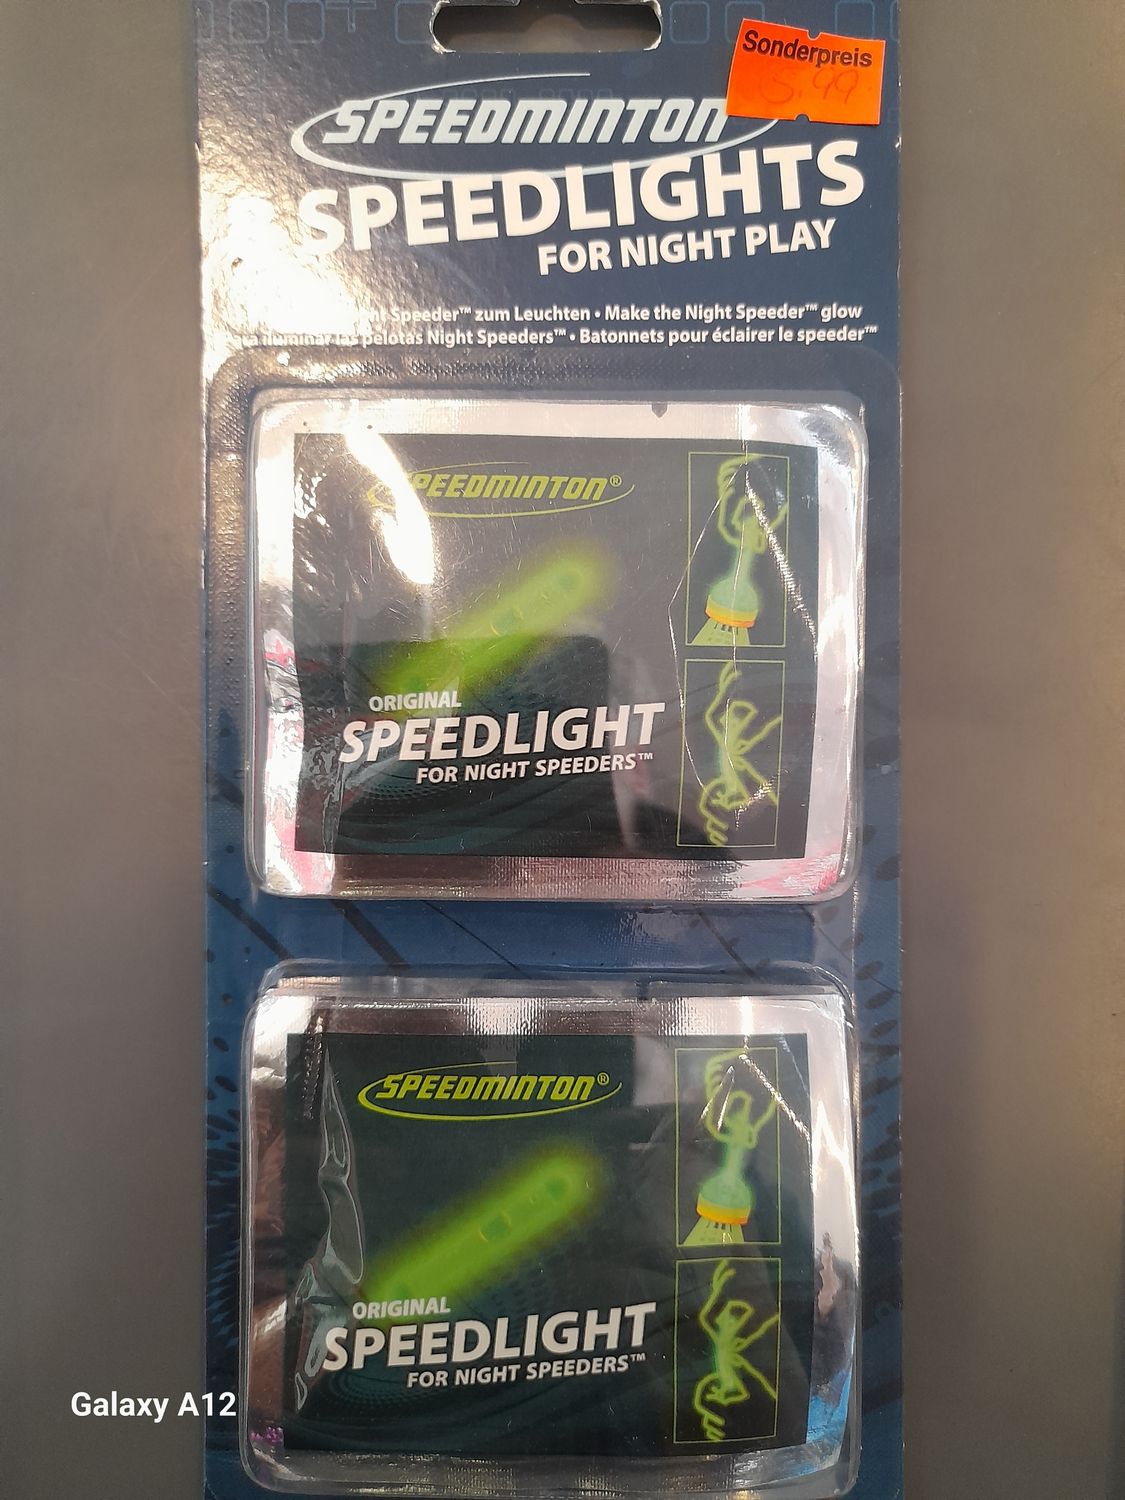 Sonderpreis
5.99
SPEEDMINTON
SPEEDLIGHTS
FOR NIGHT PLAY
Speeder™ zum Leuchten • Make the Night Speeder™ glow
iluminar las pelotas Night Speeders™ • Batonnets pour éclairer le speeder™
SPEEDMINTON®
ORIGINAL
SPEEDLIGHT
FOR NIGHT SPEEDERS™
SPEEDMINTON®
ORIGINAL
SPEEDLIGHT
FOR NIGHT SPEEDERS™
Galaxy A12